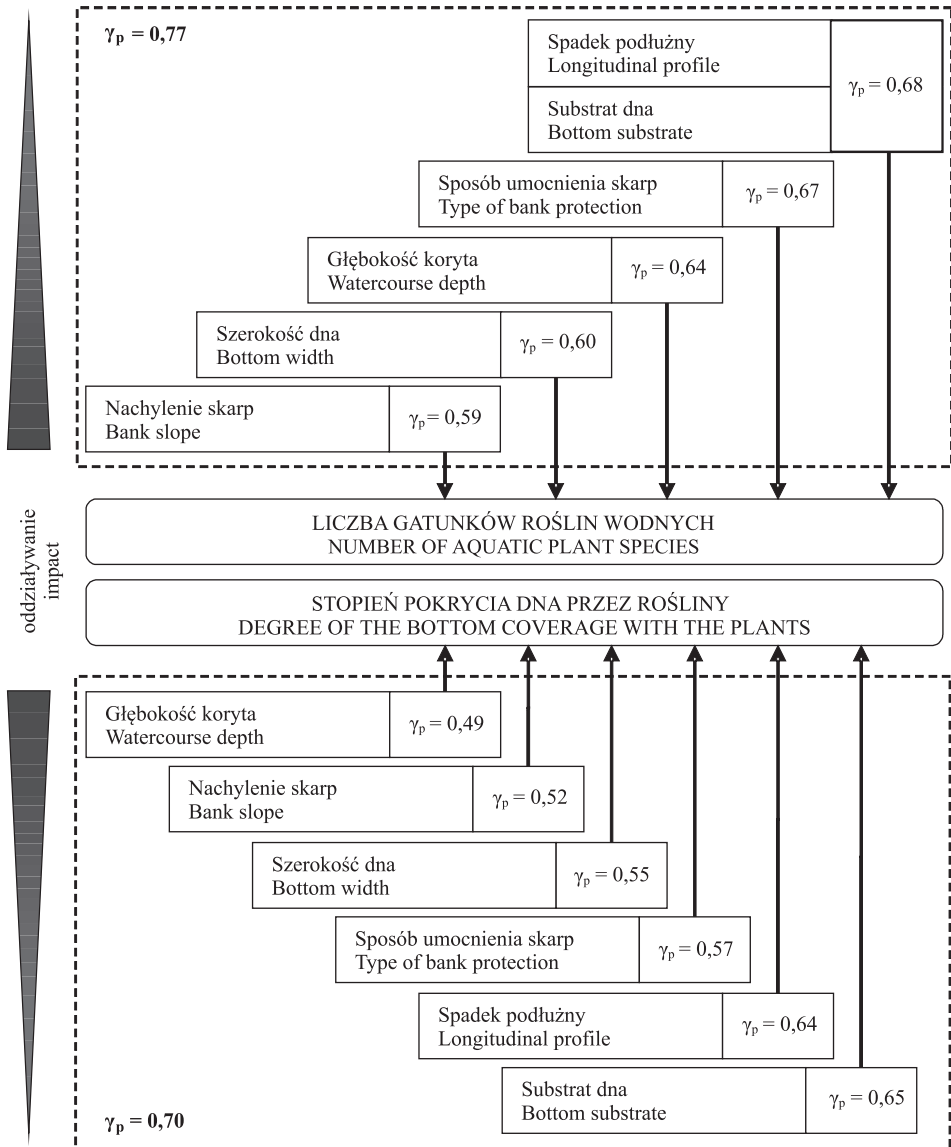 γp = 0,77
Spadek podłużny
Longitudinal profile
Substrat dna
Bottom substrate
γp = 0,68
Sposób umocnienia skarp
Type of bank protection
γp = 0,67
Głębokość koryta
Watercourse depth
γp = 0,64
Szerokość dna
Bottom width
γp = 0,60
Nachylenie skarp
Bank slope
γp = 0,59
oddziaływanie
impact
LICZBA GATUNKÓW ROŚLIN WODNYCH
NUMBER OF AQUATIC PLANT SPECIES
STOPIEŃ POKRYCIA DNA PRZEZ ROŚLINY
DEGREE OF THE BOTTOM COVERAGE WITH THE PLANTS
Głębokość koryta
Watercourse depth
γp = 0,49
Nachylenie skarp
Bank slope
γp = 0,52
Szerokość dna
Bottom width
γp = 0,55
Sposób umocnienia skarp
Type of bank protection
γp = 0,57
Spadek podłużny
Longitudinal profile
γp = 0,64
Substrat dna
Bottom substrate
γp = 0,65
γp = 0,70